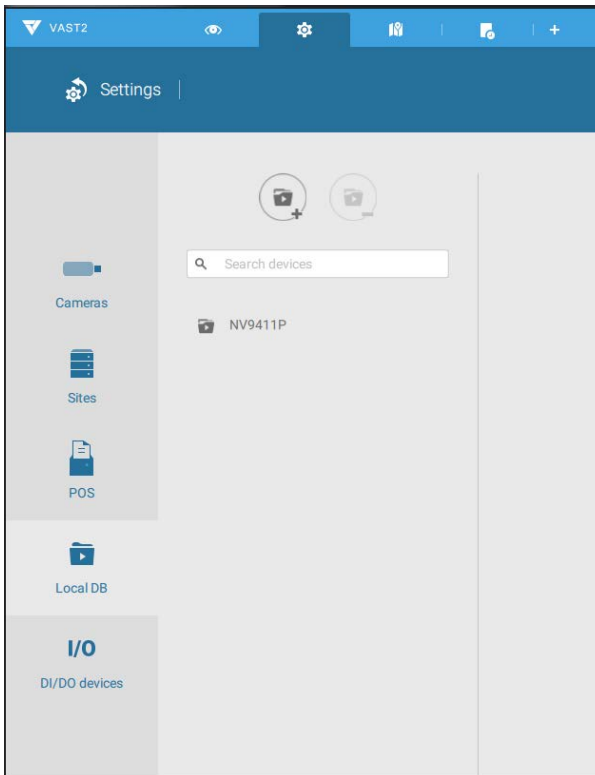 VAST2
Settings
Search devices
Cameras
NV9411P
Sites
POS
Local DB
I/O
DI/DO devices